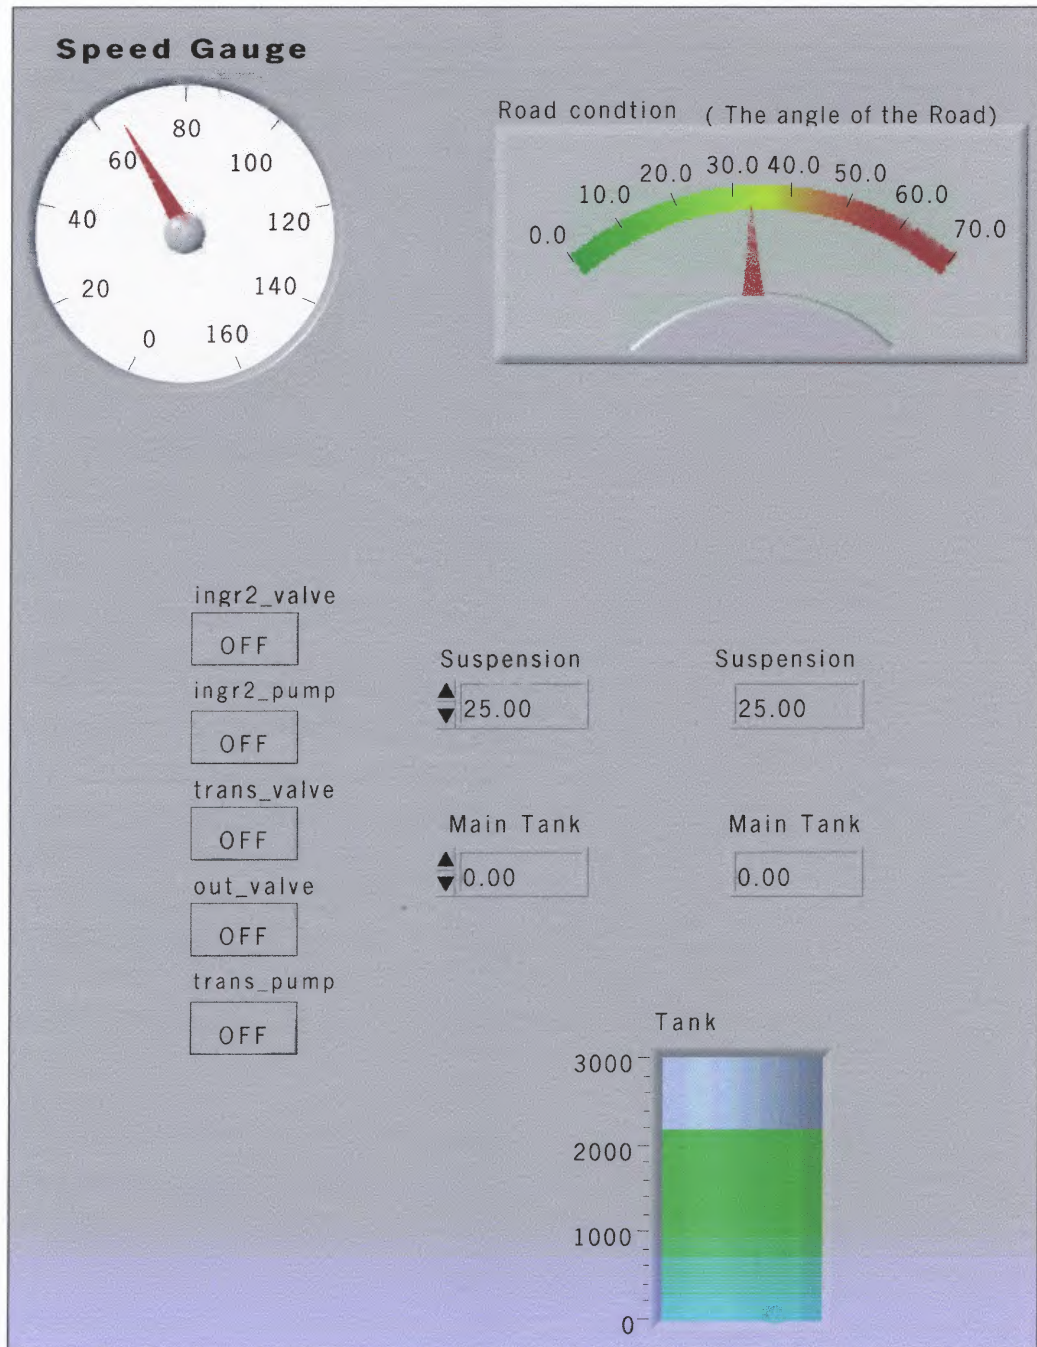 Speed Gauge
0
20
40
60
80
100
120
140
160
Road condtion ( The angle of the Road)
0.0
10.0
20.0
30.0
40.0
50.0
60.0
70.0
ingr2_valve
OFF
ingr2_pump
OFF
trans_valve
OFF
out_valve
OFF
trans_pump
OFF
Suspension
25.00
Suspension
25.00
Main Tank
0.00
Main Tank
0.00
Tank
3000
2000
1000
0